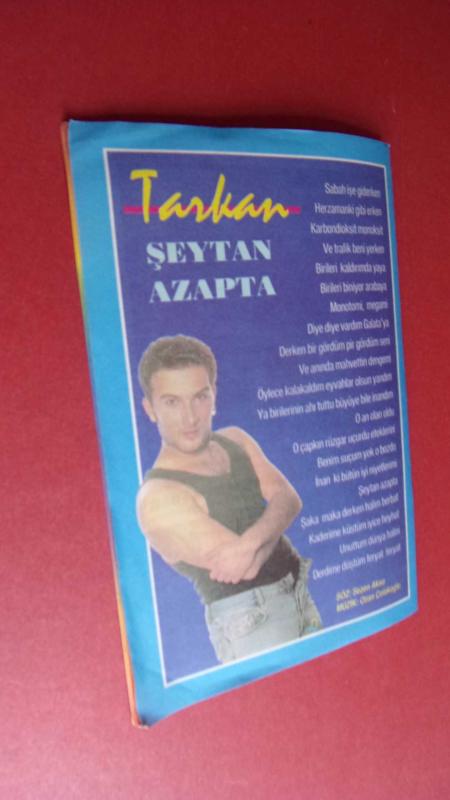 Tarkan
ŞEYTAN
AZAPTA
Sabah işe giderken
Herzamanki gibi erken
Karbondioksit monoksit
Ve trafik beni yerken
Birileri kaldırımda yaya
Birileri biniyor arabaya
Monotomi, megami
Diye diye vardım Galata'ya
Derken bir gördüm pir gördüm seni
Ve anında mahvettin dengemi
Öylece kalakaldım eyvahlar olsun yandım
Ya birilerinin ahı tuttu büyüye bile inandım
O an olan oldu
O çapkın rüzgar uçurdu eteklerini
Benim suçum yok o bozdu
İnan ki bütün iyi niyetlerimi
Şeytan azapta
Şaka maka derken halim berbat
Kaderime küstüm iyice heyhat
Unuttum dünya halini
Derdime düştüm feryat feryat
SÖZ: Sezen Aksu
MÜZİK: Ozan Çolakoğlu